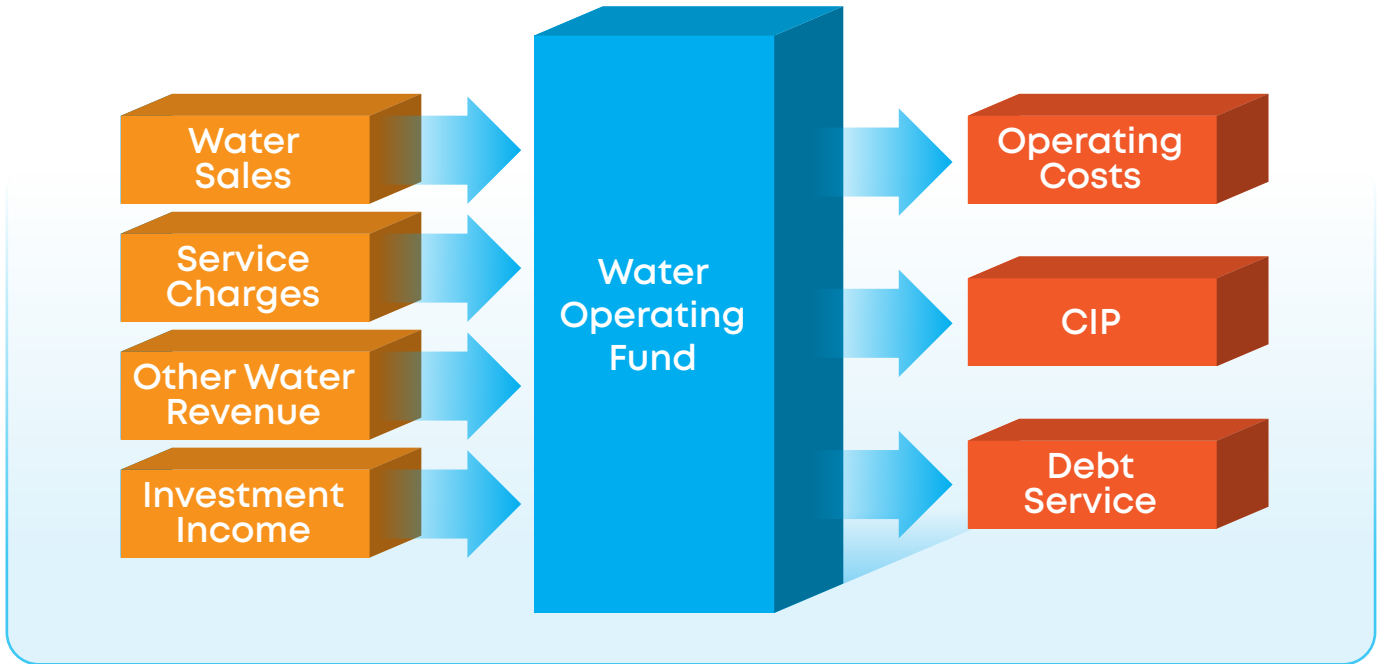 Water
Sales
Service
Charges
Other Water
Revenue
Investment
Income
Water
Operating
Fund
Operating
Costs
CIP
Debt
Service